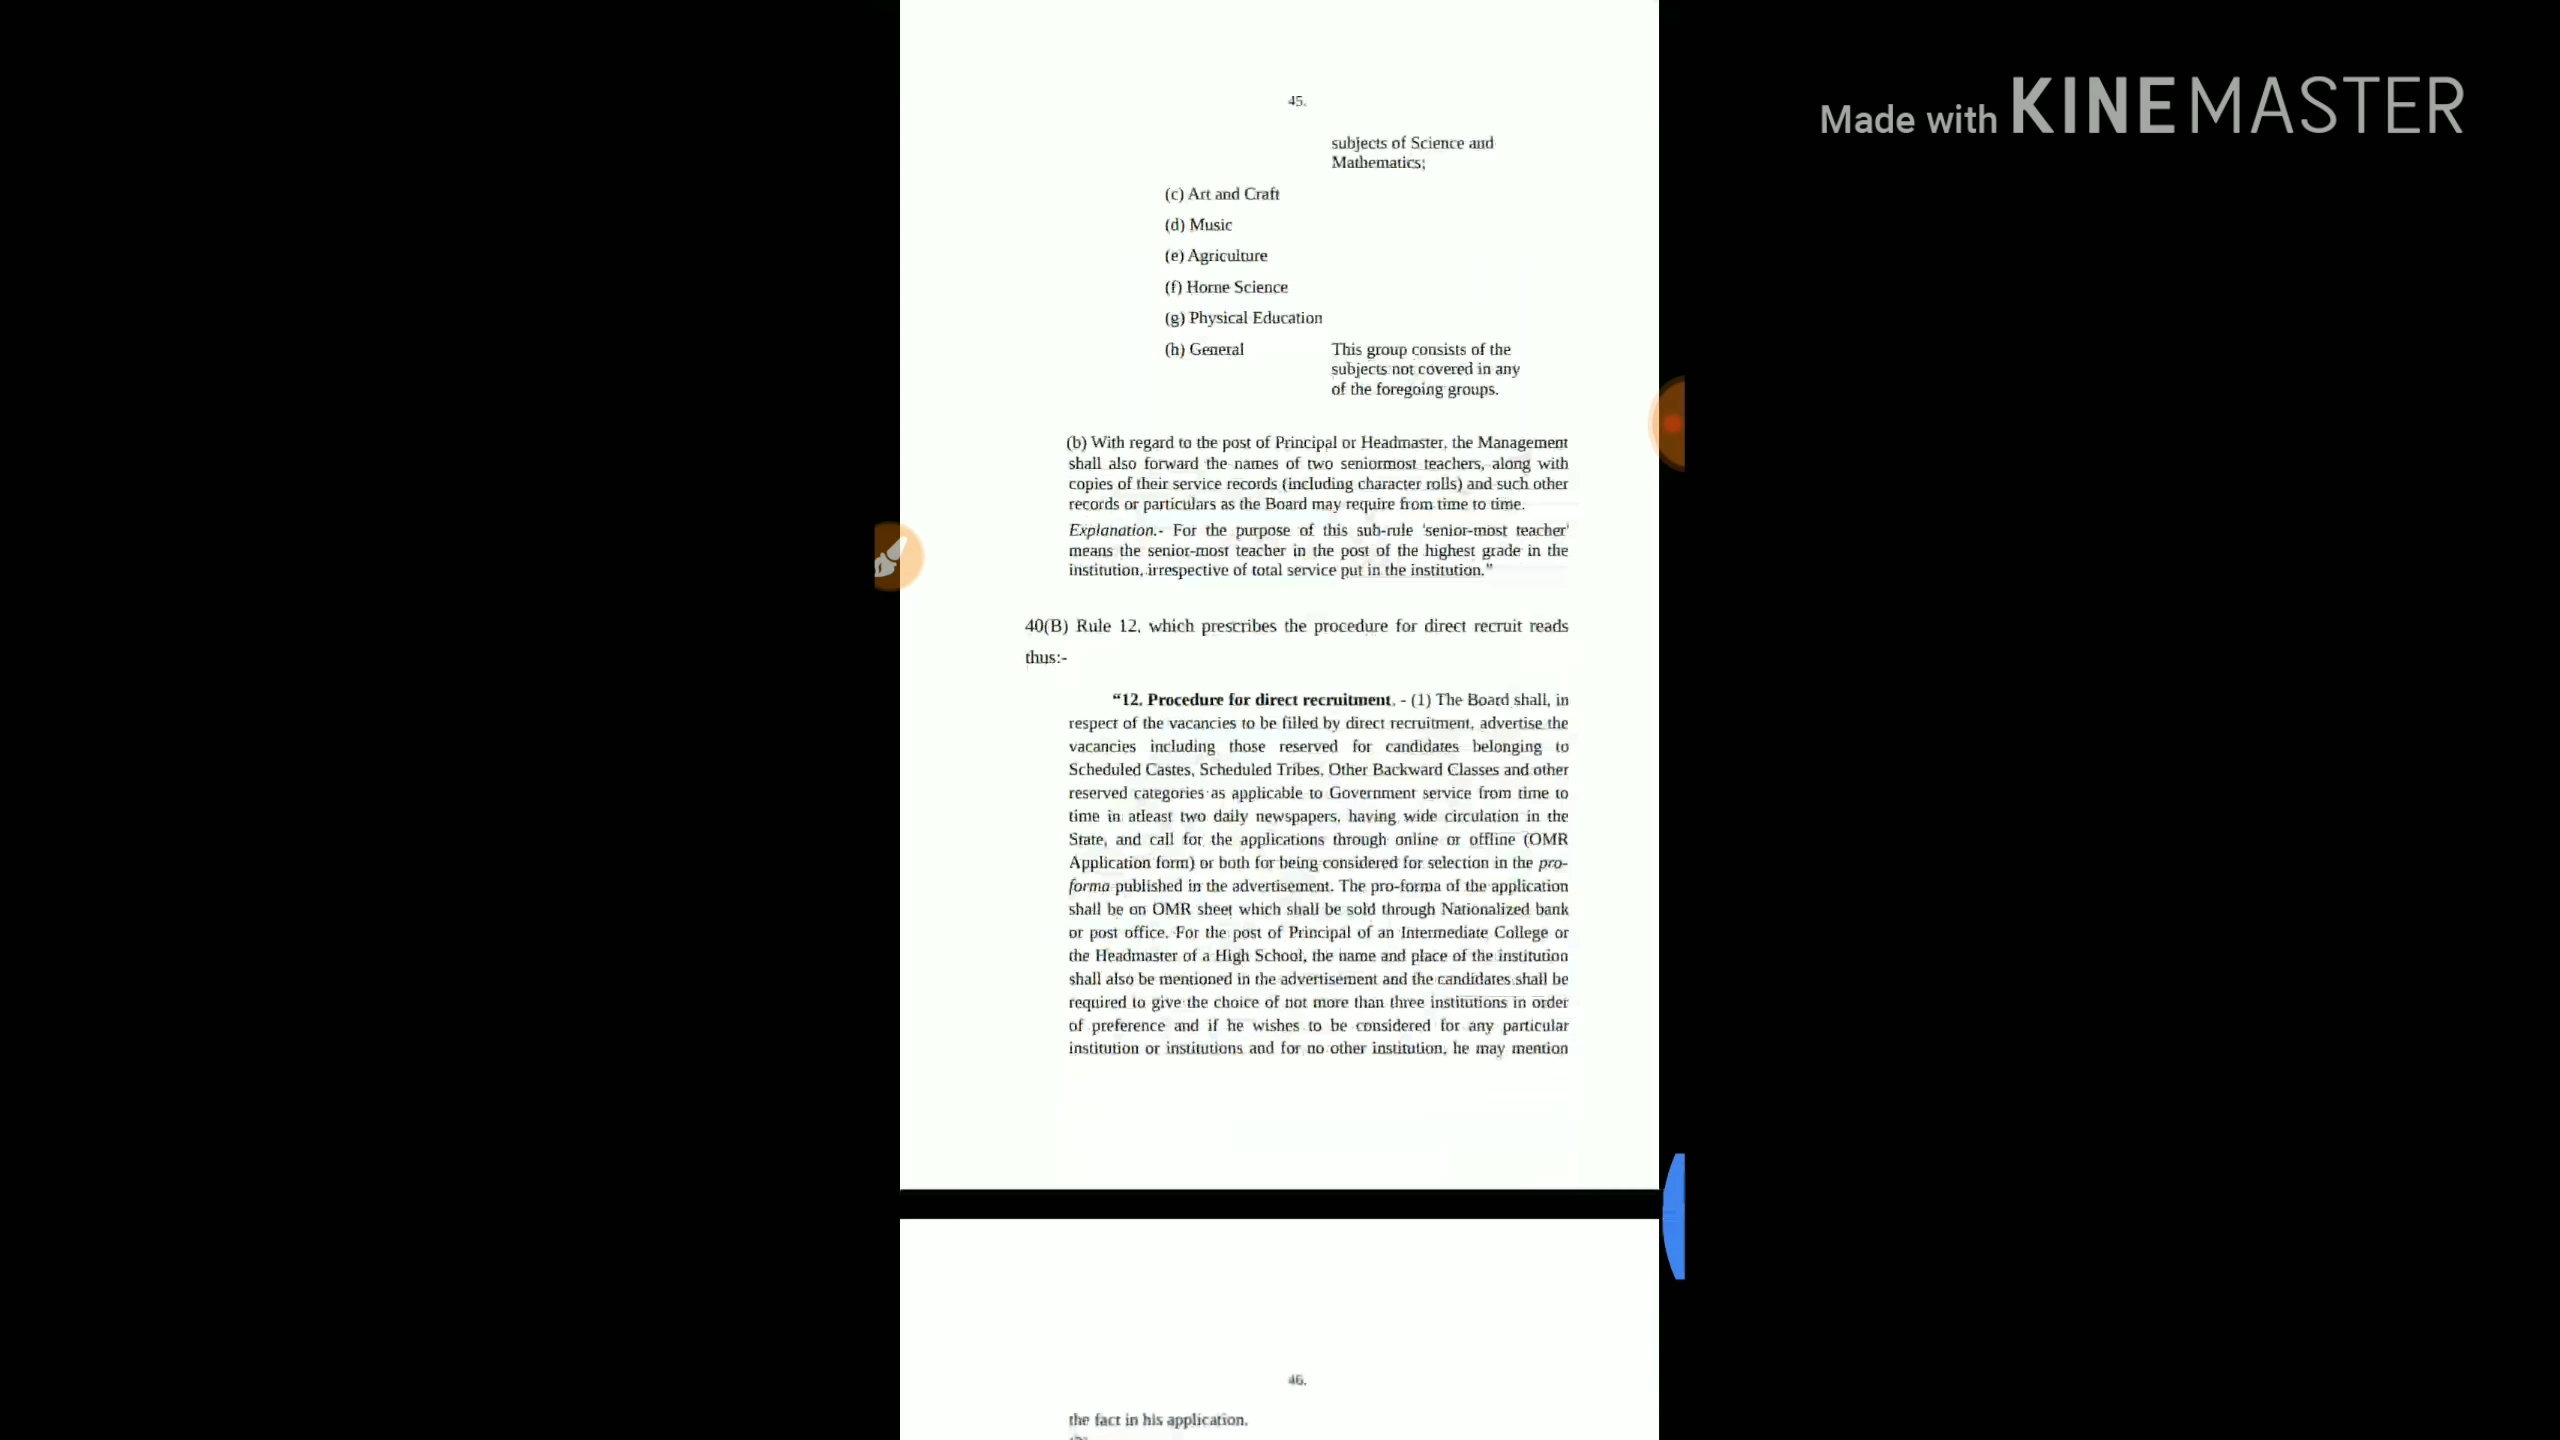 Made with KINEMASTER
45.
subjects of Science and
Mathematics;
(c) Art and Craft
(d) Music
(e) Agriculture
(f) Horne Science
(g) Physical Education
(h) General This group consists of the
subjects not covered in any
of the foregoing groups.
(b) With regard to the post of Principal or Headmaster, the Management
shall also forward the names of two seniormost teachers, along with
copies of their service records (including character rolls) and such other
records or particulars as the Board may require from time to time.
Explanation.- For the purpose of this sub-rule 'senior-most teacher'
means the senior-most teacher in the post of the highest grade in the
institution, irrespective of total service put in the institution."
40(B) Rule 12, which prescribes the procedure for direct recruit reads
thus:-
“12. Procedure for direct recruitment. - (1) The Board shall, in
respect of the vacancies to be filled by direct recruitment, advertise the
vacancies including those reserved for candidates belonging to
Scheduled Castes, Scheduled Tribes, Other Backward Classes and other
reserved categories as applicable to Government service from time to
time in atleast two daily newspapers, having wide circulation in the
State, and call for the applications through online or offline (OMR
Application form) or both for being considered for selection in the pro-
forma published in the advertisement. The pro-forma of the application
shall be on OMR sheet which shall be sold through Nationalized bank
or post office. For the post of Principal of an Intermediate College or
the Headmaster of a High School, the name and place of the institution
shall also be mentioned in the advertisement and the candidates shall be
required to give the choice of not more than three institutions in order
of preference and if he wishes to be considered for any particular
institution or institutions and for no other institution, he may mention
46.
the fact in his application.